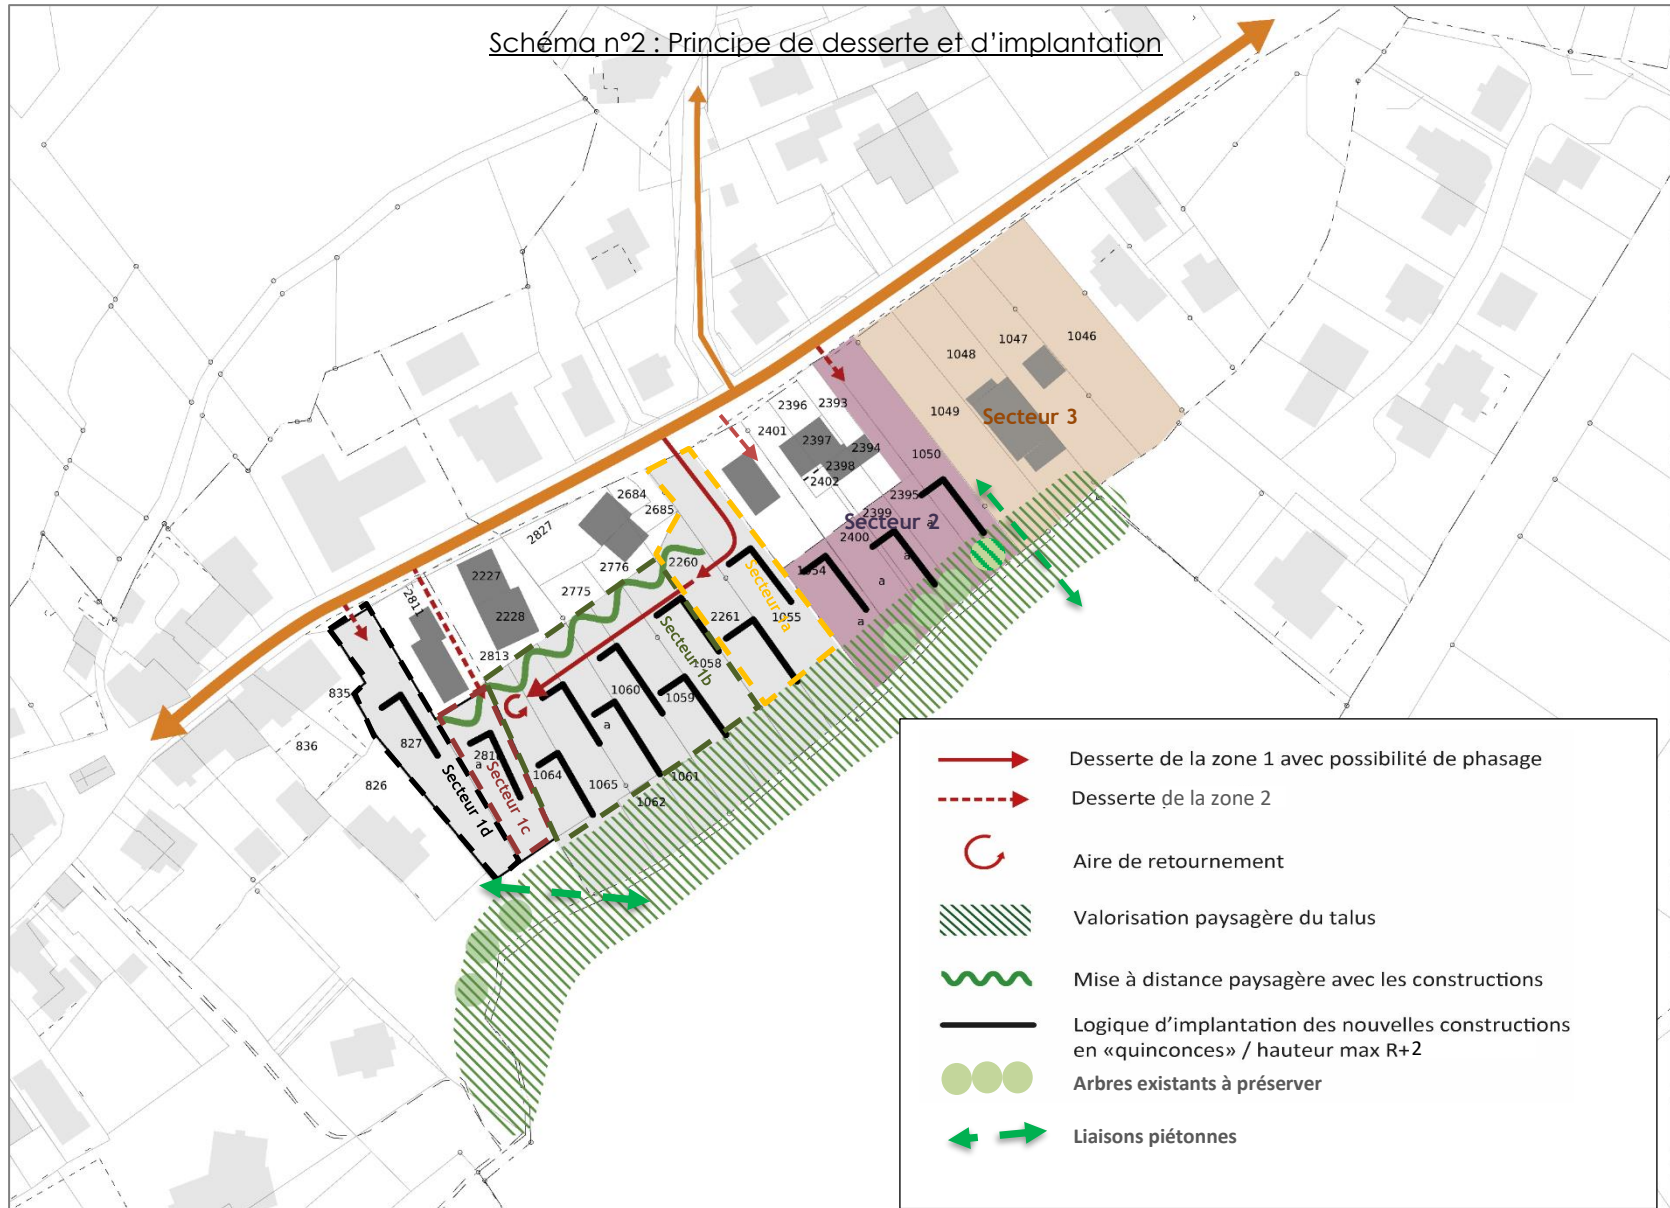 Schéma n°2 : Principe de desserte et d’implantation
1046
1047
1048
1049
Secteur 3
2396
2393
2401
2397
2394
2398
2402
1050
2395
2399
Secteur 2
2400
a
a
a
a
1054
2684
2685
2827
2260
2776
2775
Secteur 1a
1055
2261
2227
2228
2811
2813
Secteur 1b
1058
1059
1060
a
835
827
836
826
281
a
Secteur 1c
Secteur 1d
1064
1065
1061
1062
Desserte de la zone 1 avec possibilité de phasage
Desserte de la zone 2
Aire de retournement
Valorisation paysagère du talus
Mise à distance paysagère avec les constructions
Logique d’implantation des nouvelles constructions
en «quinconces» / hauteur max R+2
Arbres existants à préserver
Liaisons piétonnes